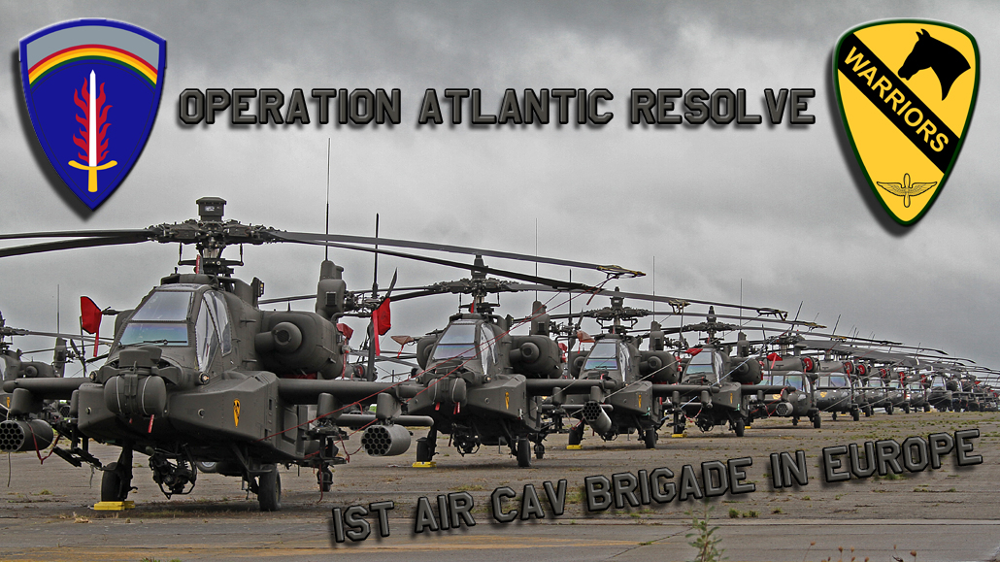 OPERATION ATLANTIC RESOLVE
WARRIORS
1ST AIR CAV BRIGADE IN EUROPE